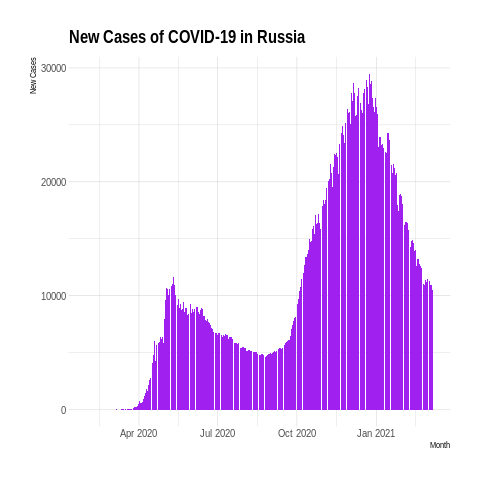 New Cases of COVID-19 in Russia
New Cases
30000
20000
10000
0
Apr 2020 Jul 2020 Oct 2020 Jan 2021
Month